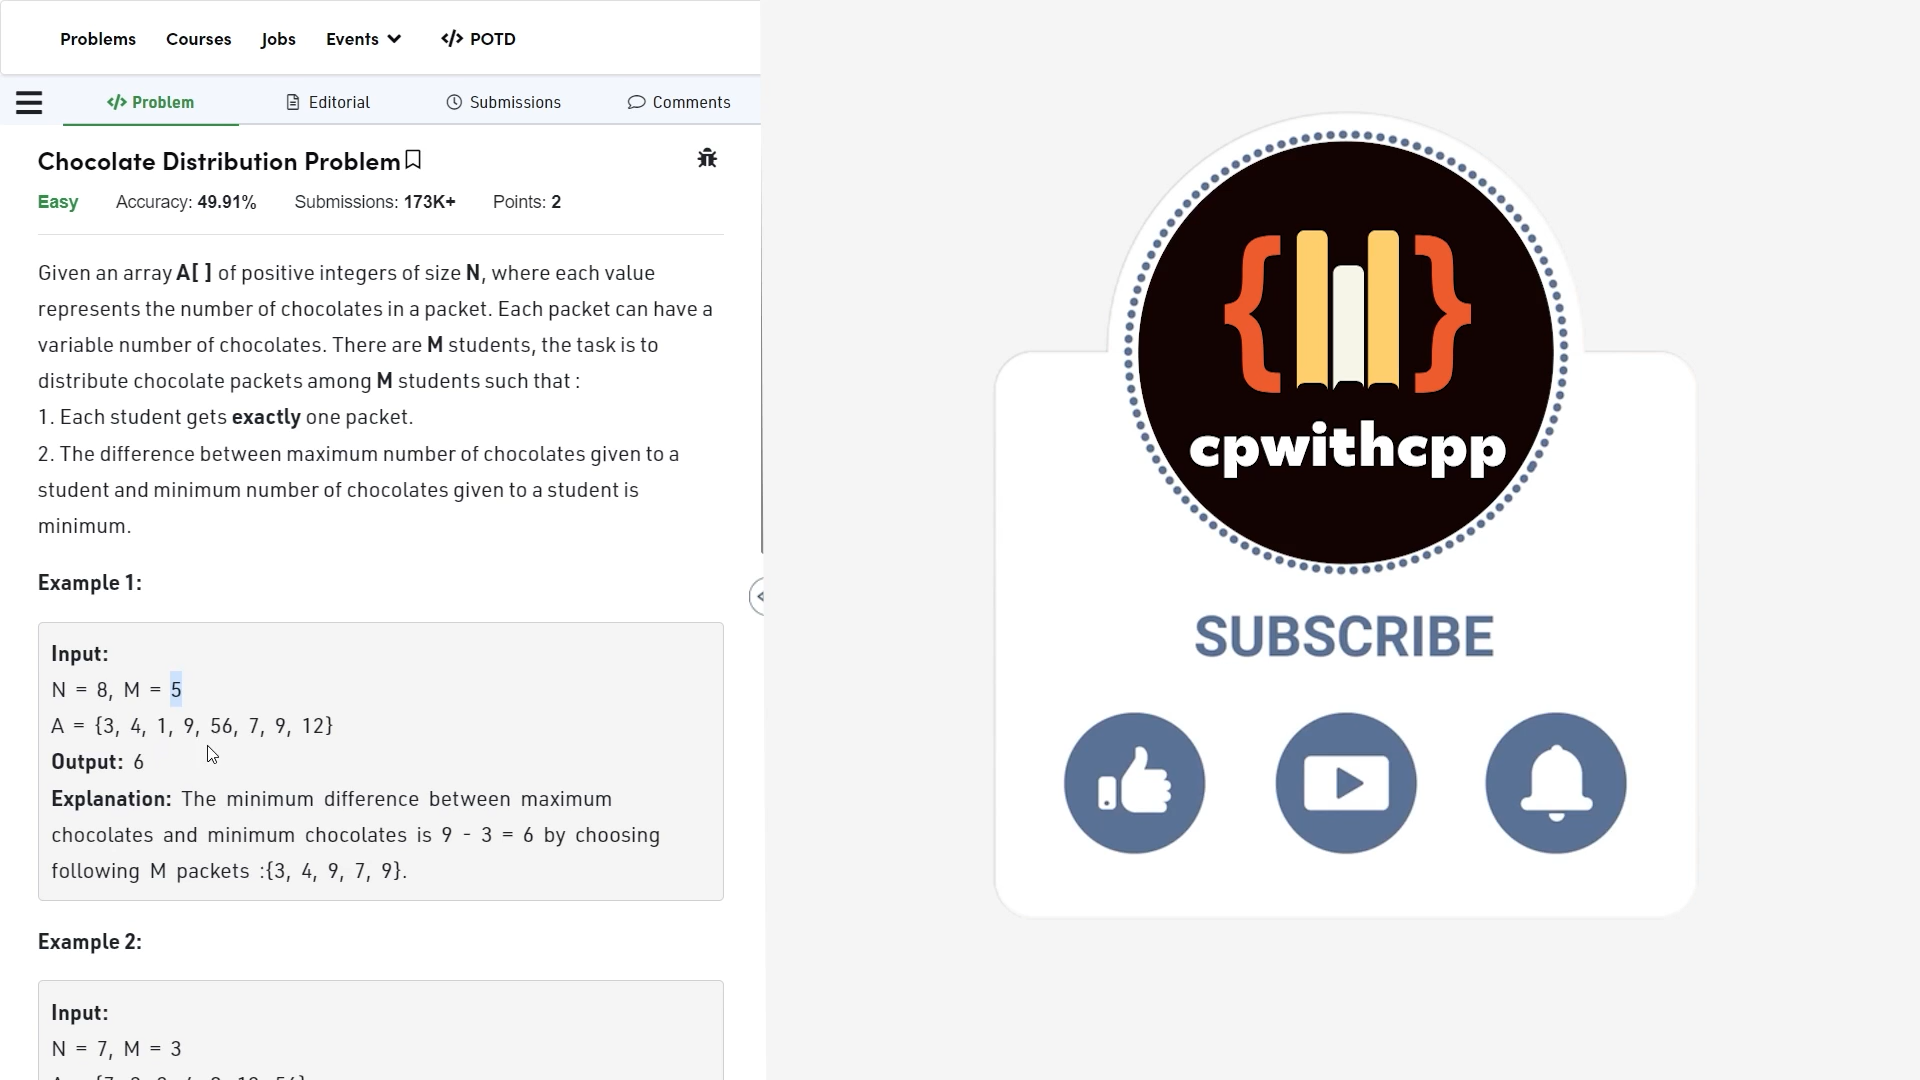 Problems Courses Jobs Events </> POTD
</> Problem Editorial Submissions Comments
Chocolate Distribution Problem
Easy Accuracy: 49.91% Submissions: 173K+ Points: 2
Given an array A[ ] of positive integers of size N, where each value
represents the number of chocolates in a packet. Each packet can have a
variable number of chocolates. There are M students, the task is to
distribute chocolate packets among M students such that :
1. Each student gets exactly one packet.
2. The difference between maximum number of chocolates given to a
student and minimum number of chocolates given to a student is
minimum.
Example 1:
Input:
N = 8, M = 5
A = {3, 4, 1, 9, 56, 7, 9, 12}
Output: 6
Explanation: The minimum difference between maximum
chocolates and minimum chocolates is 9 - 3 = 6 by choosing
following M packets :{3, 4, 9, 7, 9}.
Example 2:
Input:
N = 7, M = 3
cpwithcpp
SUBSCRIBE